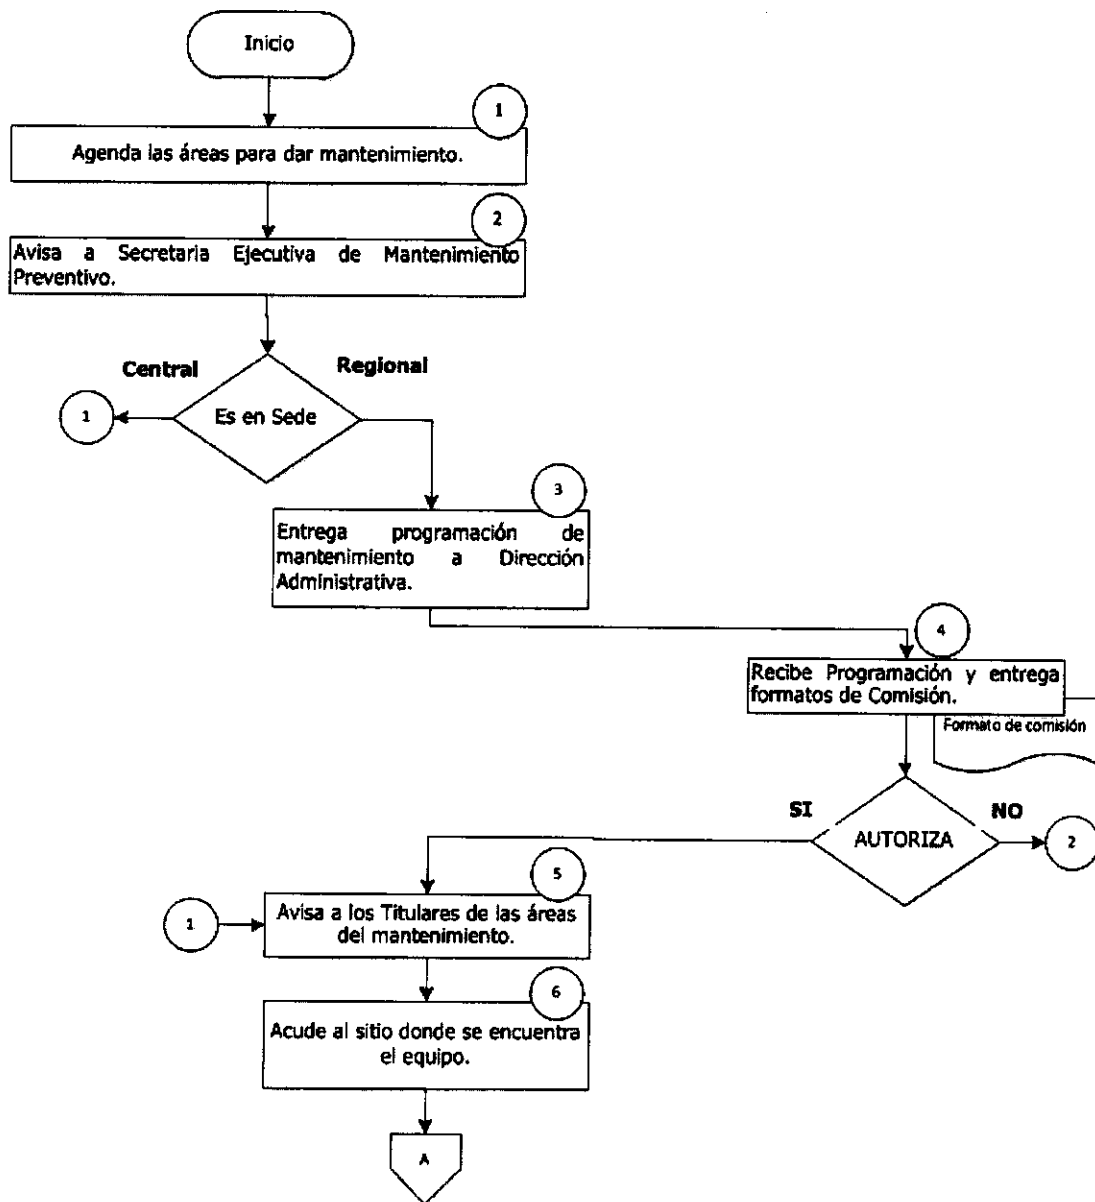 Inicio
1
Agenda las áreas para dar mantenimiento.
2
Avisa a Secretaria Ejecutiva de Mantenimiento
Preventivo.
Central
Regional
1
Es en Sede
3
Entrega programación de
mantenimiento a Dirección
Administrativa.
4
Recibe Programación y entrega
formatos de Comisión.
Formato de comisión
SI
NO
AUTORIZA
2
5
1
Avisa a los Titulares de las áreas
del mantenimiento.
6
Acude al sitio donde se encuentra
el equipo.
A